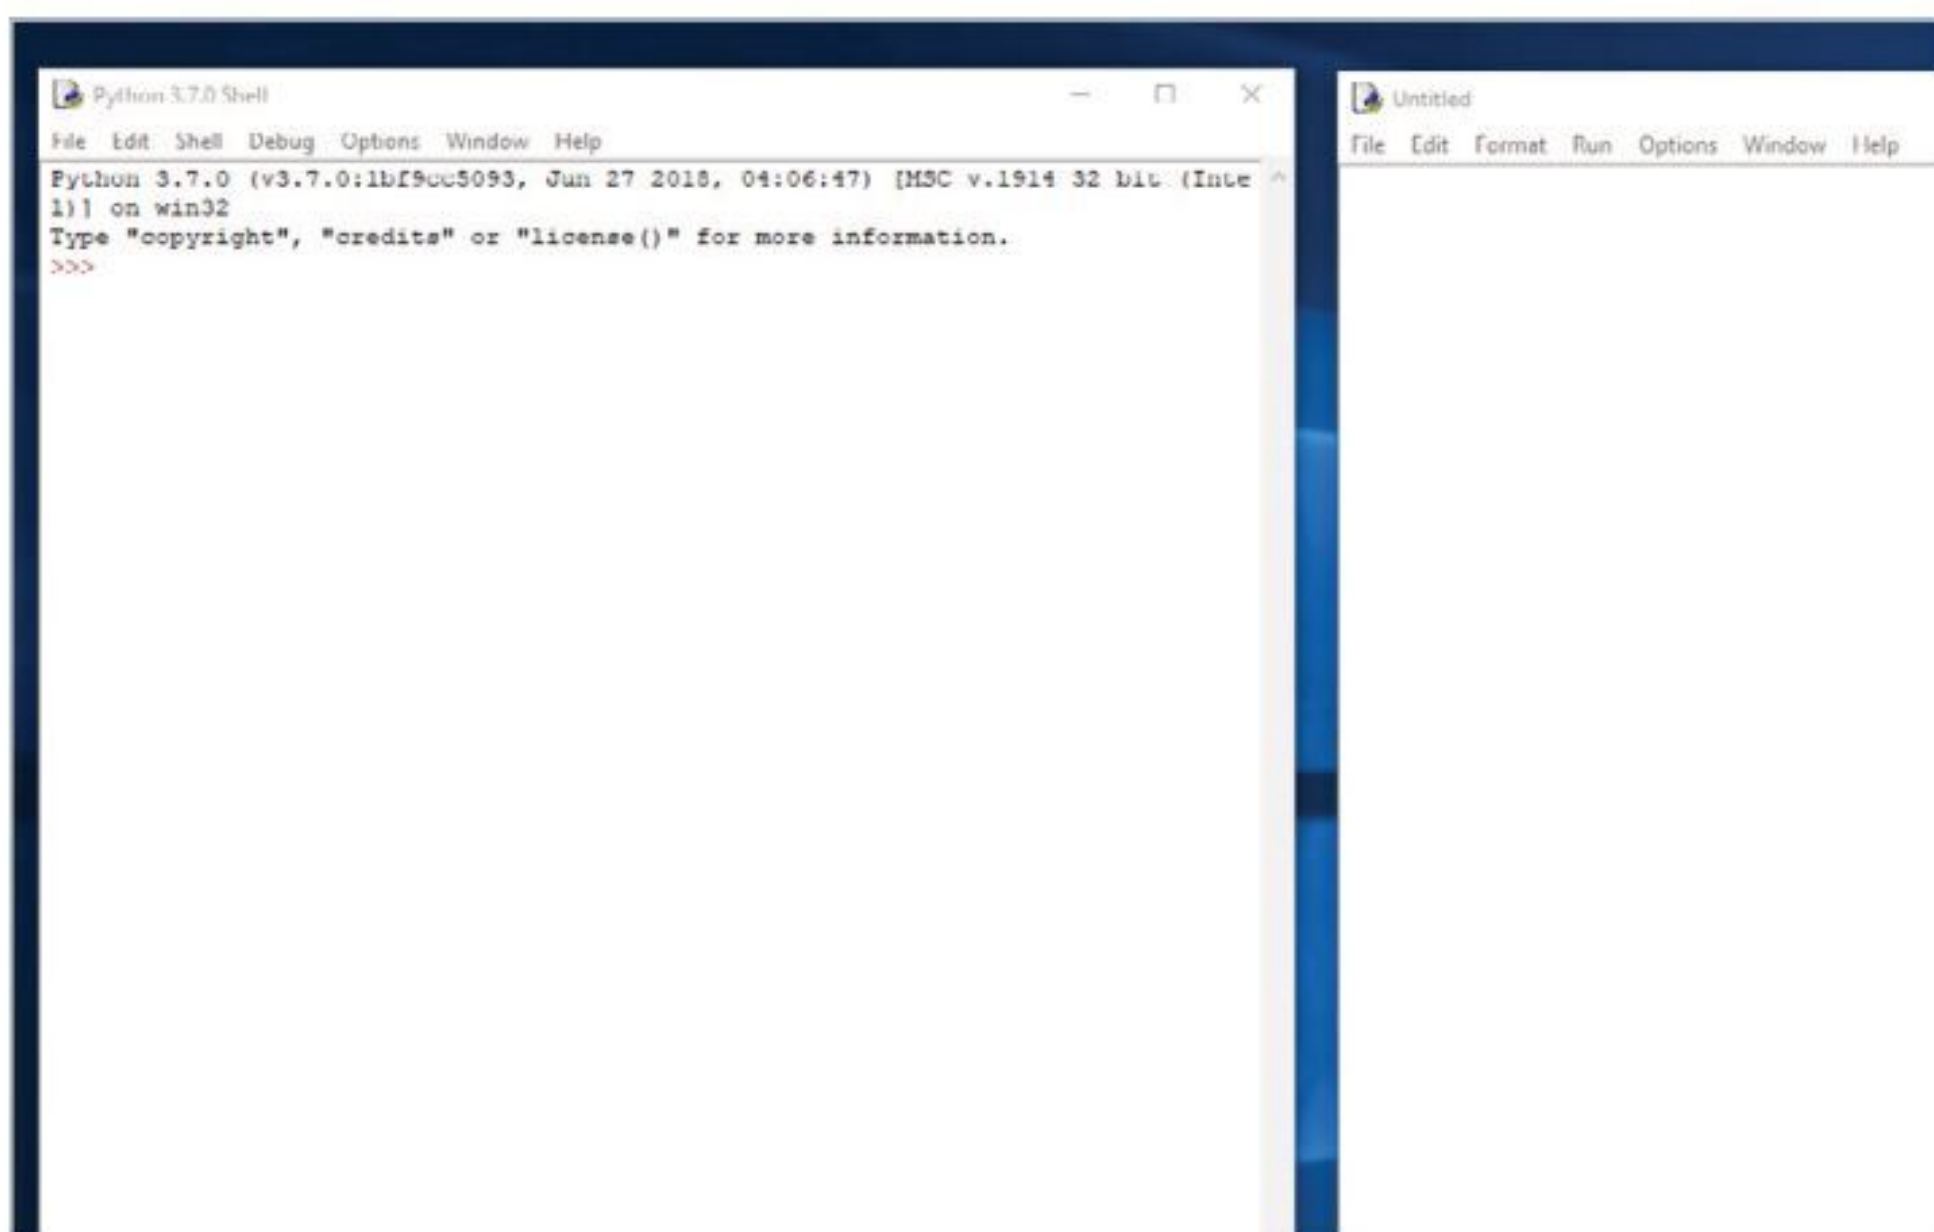 Python 3.7.0 Shell
File Edit Shell Debug Options Window Help
Python 3.7.0 (v3.7.0:1bf9cc5093, Jun 27 2018, 04:06:47) [MSC v.1914 32 bit (Inte
l)] on win32
Type "copyright", "credits" or "license()" for more information.
>>>
Untitled
File Edit Format Run Options Window Help